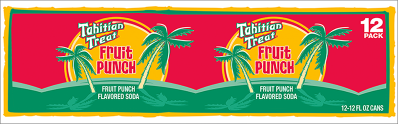 Tahitian
Treat
Fruit
PUNCH
FRUIT PUNCH
FLAVORED SODA
Tahitian
Treat
Fruit
PUNCH
FRUIT PUNCH
FLAVORED SODA
12
PACK
12-12 FL OZ CANS